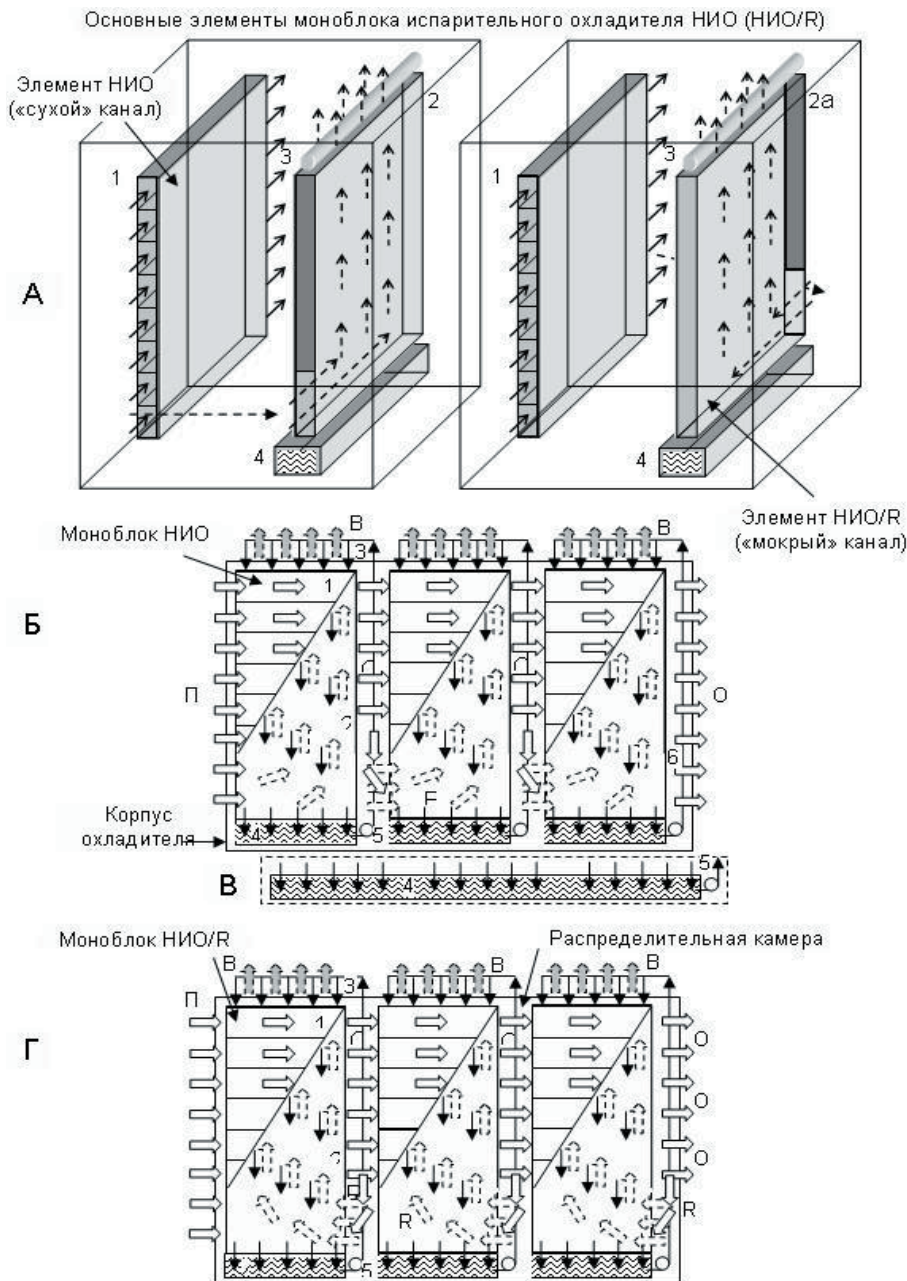 Основные элементы моноблока испарительного охладителя НИО (НИО/R)
Элемент НИО
(«сухой» канал)
1
3
2
4
1
3
2а
4
А
Элемент НИО/R
(«мокрый» канал)
Моноблок НИО
В
В
3
1
Б
П
О
6
Корпус
охладителя
4
5
В
4
5
Моноблок НИО/R
Распределительная камера
В
В
В
П
3
1
Г
О
О
О
R
R
5